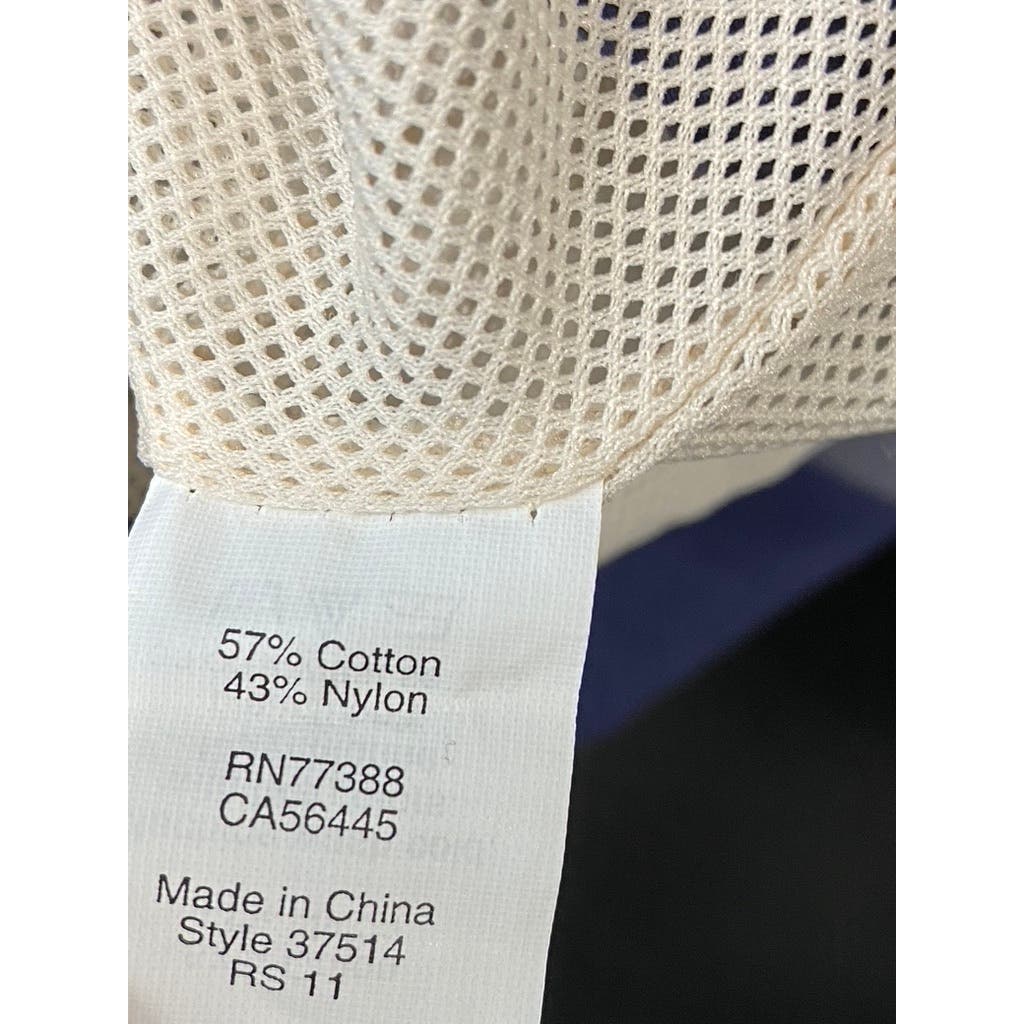 57% Cotton
43% Nylon
RN77388
CA56445
Made in China
Style 37514
RS 11